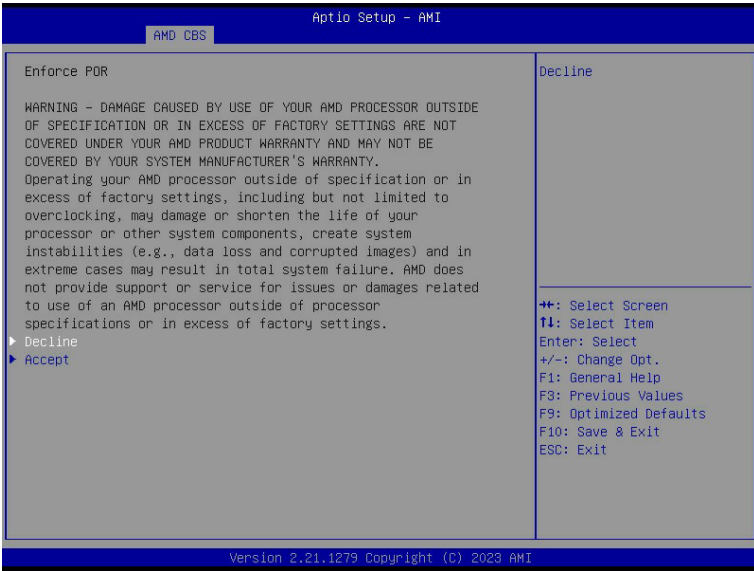 Aptio Setup – AMI
AMD CBS
Enforce POR
WARNING – DAMAGE CAUSED BY USE OF YOUR AMD PROCESSOR OUTSIDE
OF SPECIFICATION OR IN EXCESS OF FACTORY SETTINGS ARE NOT
COVERED UNDER YOUR AMD PRODUCT WARRANTY AND MAY NOT BE
COVERED BY YOUR SYSTEM MANUFACTURER'S WARRANTY.
Operating your AMD processor outside of specification or in
excess of factory settings, including but not limited to
overclocking, may damage or shorten the life of your
processor or other system components, create system
instabilities (e.g., data loss and corrupted images) and in
extreme cases may result in total system failure. AMD does
not provide support or service for issues or damages related
to use of an AMD processor outside of processor
specifications or in excess of factory settings.
Decline
Accept
Decline
→←: Select Screen
↑↓: Select Item
Enter: Select
+/-: Change Opt.
F1: General Help
F3: Previous Values
F9: Optimized Defaults
F10: Save & Exit
ESC: Exit
Version 2.21.1279 Copyright (C) 2023 AMI